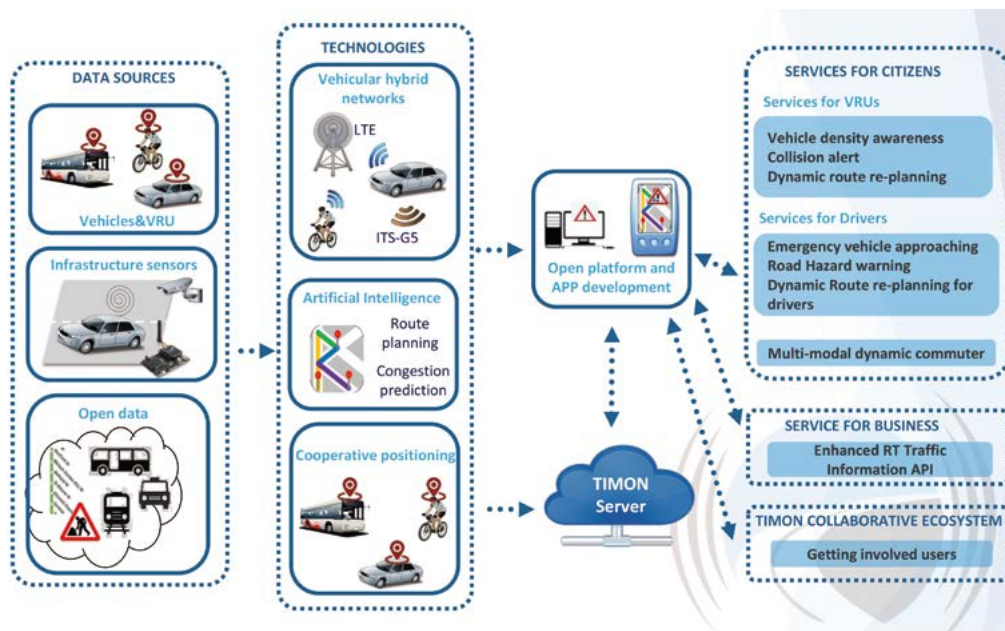 DATA SOURCES
Vehicles&VRU
Infrastructure sensors
Open data
TECHNOLOGIES
Vehicular hybrid
networks
LTE
ITS-G5
Artificial Intelligence
Route
planning
Congestion
prediction
Cooperative positioning
Open platform and
APP development
TIMON
Server
SERVICES FOR CITIZENS
Services for VRUs
Vehicle density awareness
Collision alert
Dynamic route re-planning
Services for Drivers
Emergency vehicle approaching
Road Hazard warning
Dynamic Route re-planning for
drivers
Multi-modal dynamic commuter
SERVICE FOR BUSINESS
Enhanced RT Traffic
Information API
TIMON COLLABORATIVE ECOSYSTEM
Getting involved users